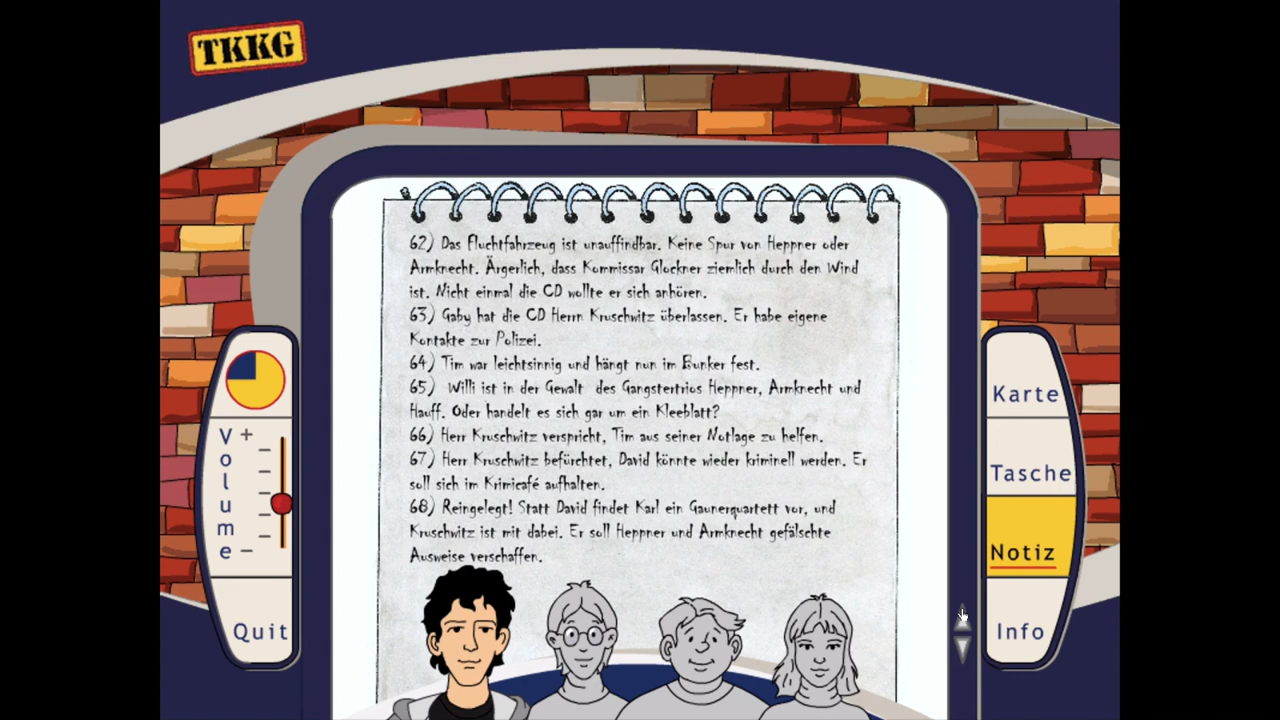 TKKG
62) Das Fluchtfahrzeug ist unauffindbar. Keine Spur von Heppner oder
Armknecht. Ärgerlich, dass Kommissar Glockner ziemlich durch den Wind
ist. Nicht einmal die CD wollte er sich anhören.
63) Gaby hat die CD Herrn Kruschwitz überlassen. Er habe eigene
Kontakte zur Polizei.
64) Tim war leichtsinnig und hängt nun im Bunker fest.
65) Willi ist in der Gewalt des Gangstertrios Heppner, Armknecht und
Hauff. Oder handelt es sich gar um ein Kleeblatt?
66) Herr Kruschwitz verspricht, Tim aus seiner Notlage zu helfen.
67) Herr Kruschwitz befürchtet, David könnte wieder kriminell werden. Er
soll sich im Krimicafé aufhalten.
68) Reingelegt! Statt David findet Karl ein Gaunerquartett vor, und
Kruschwitz ist mit dabei. Er soll Heppner und Armknecht gefälschte
Ausweise verschaffen.
Volume
+
−
Quit
Karte
Tasche
Notiz
Info